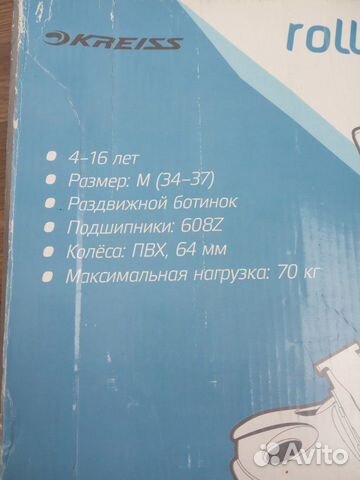 KREISS
roll
• 4-16 лет
• Размер: М (34-37)
• Раздвижной ботинок
• Подшипники: 608Z
• Колёса: ПВХ, 64 мм
• Максимальная нагрузка: 70 кг
Avito